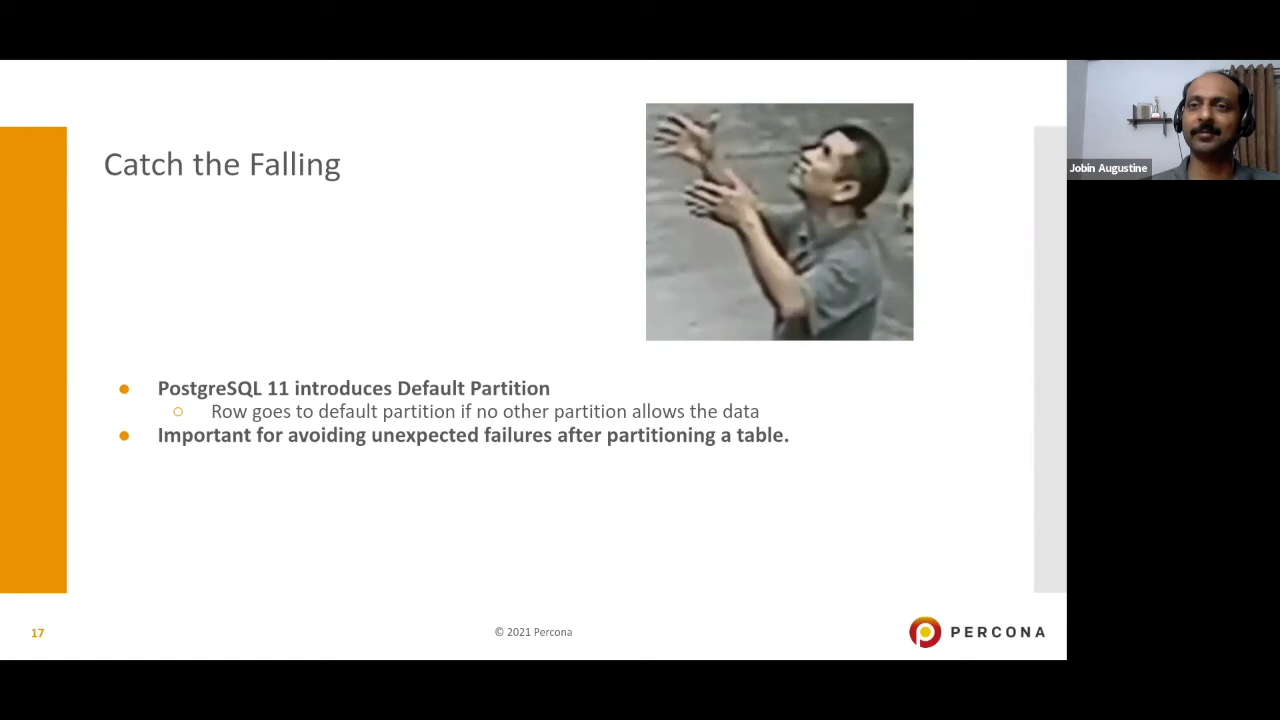 Catch the Falling
Jobin Augustine
● PostgreSQL 11 introduces Default Partition
○ Row goes to default partition if no other partition allows the data
● Important for avoiding unexpected failures after partitioning a table.
17
© 2021 Percona
PERCONA